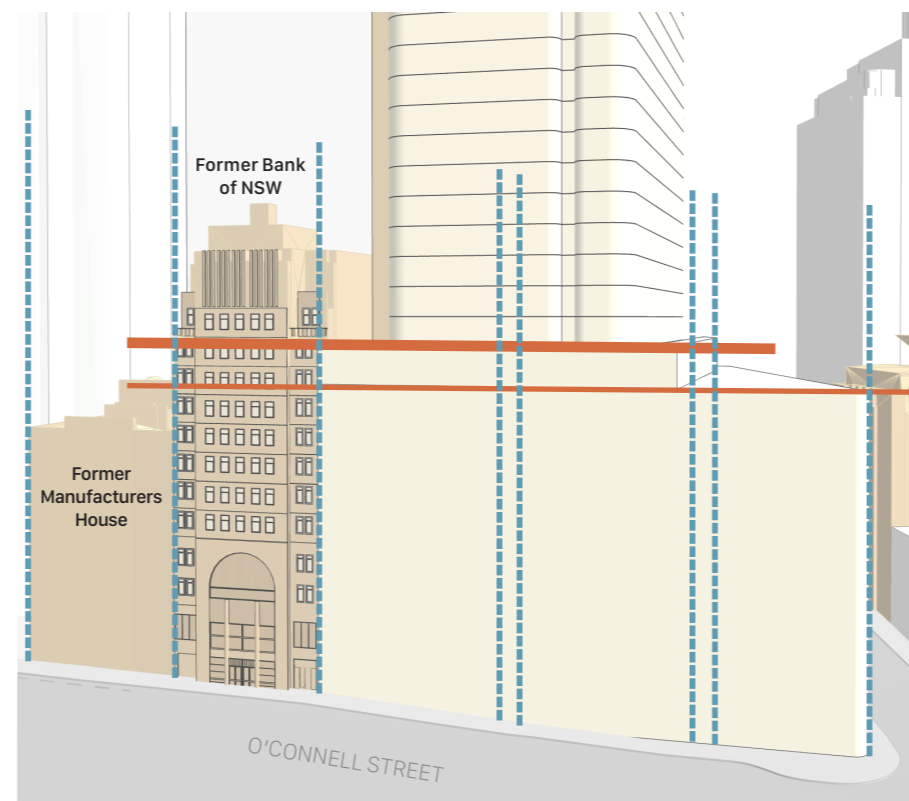 Former Bank
of NSW
Former
Manufacturers
House
O'CONNELL STREET